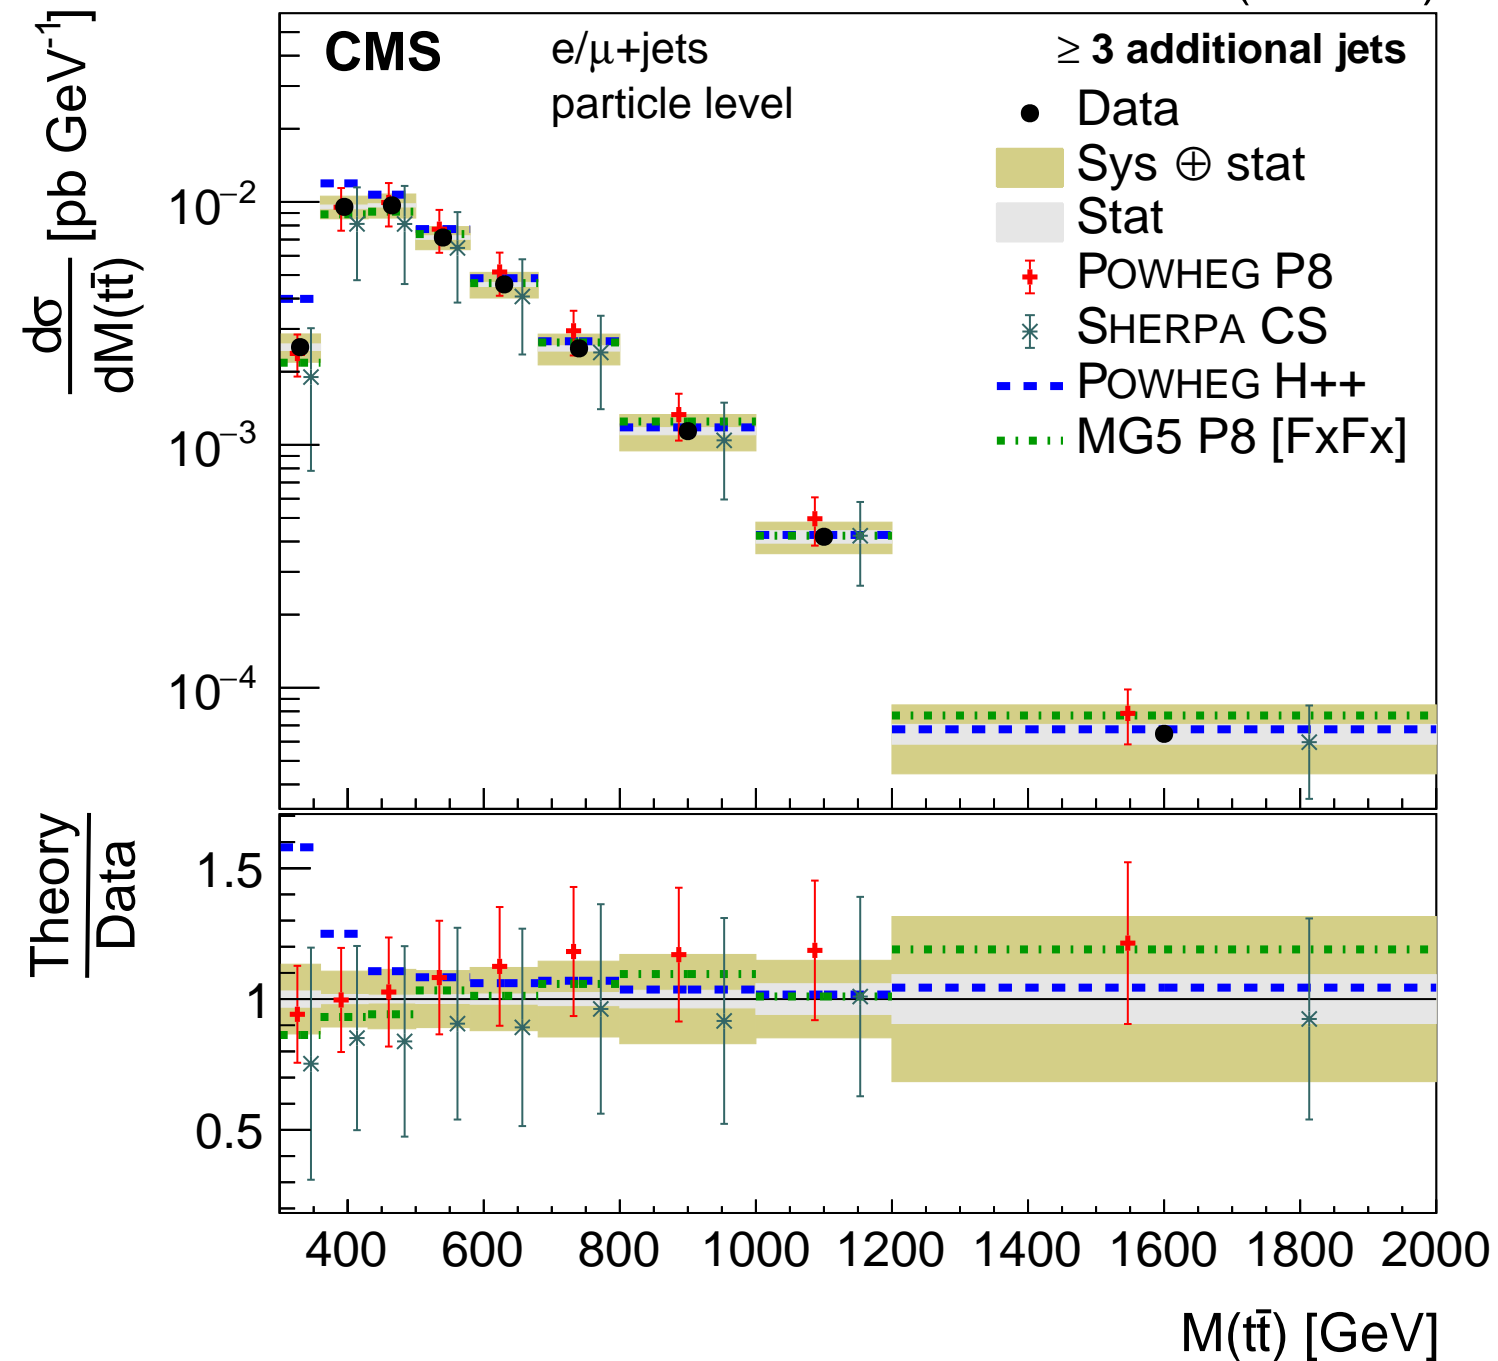 CMS
e/μ+jets
particle level
≥ 3 additional jets
Data
Sys ⊕ stat
Stat
POWHEG P8
SHERPA CS
POWHEG H++
MG5 P8 [FxFx]
dσ
dM(tt̄)
[pb GeV⁻¹]
10⁻²
10⁻³
10⁻⁴
Theory
Data
1.5
1
0.5
400 600 800 1000 1200 1400 1600 1800 2000
M(tt̄) [GeV]